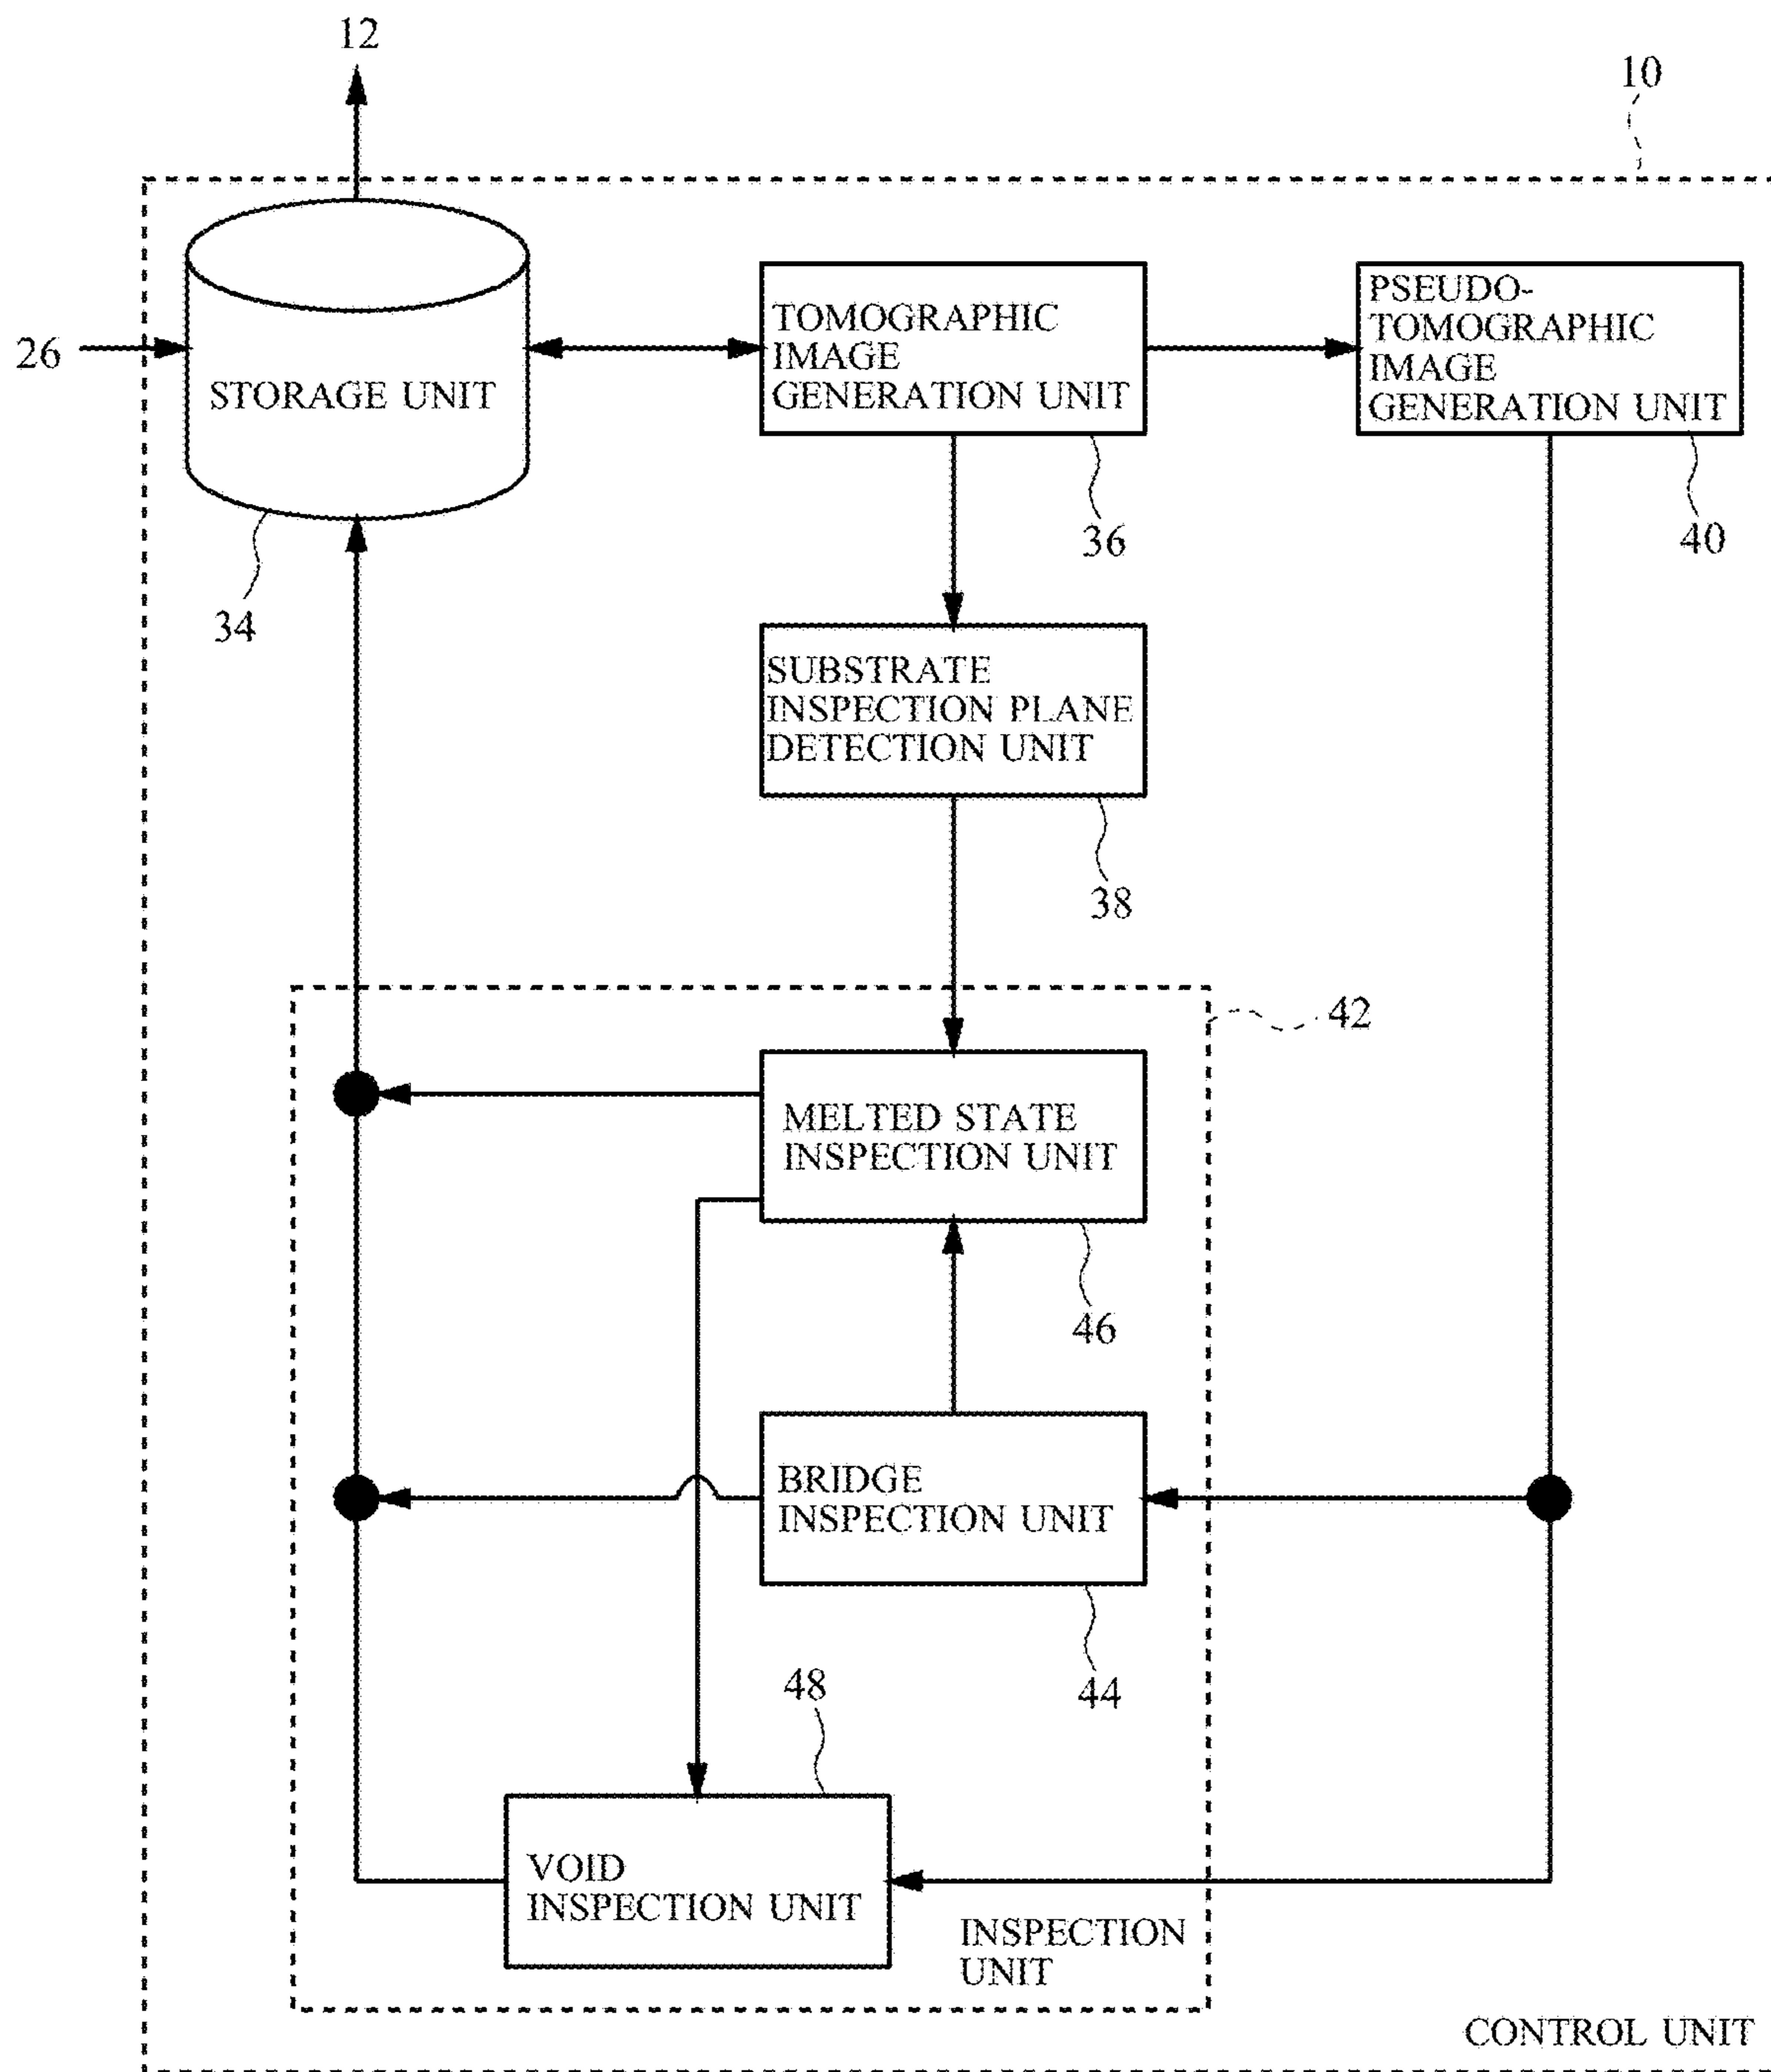 12
10
26
STORAGE UNIT
34
TOMOGRAPHIC
IMAGE
GENERATION UNIT
36
PSEUDO-
TOMOGRAPHIC
IMAGE
GENERATION UNIT
40
SUBSTRATE
INSPECTION PLANE
DETECTION UNIT
38
42
MELTED STATE
INSPECTION UNIT
46
BRIDGE
INSPECTION UNIT
44
48
VOID
INSPECTION UNIT
INSPECTION
UNIT
CONTROL UNIT